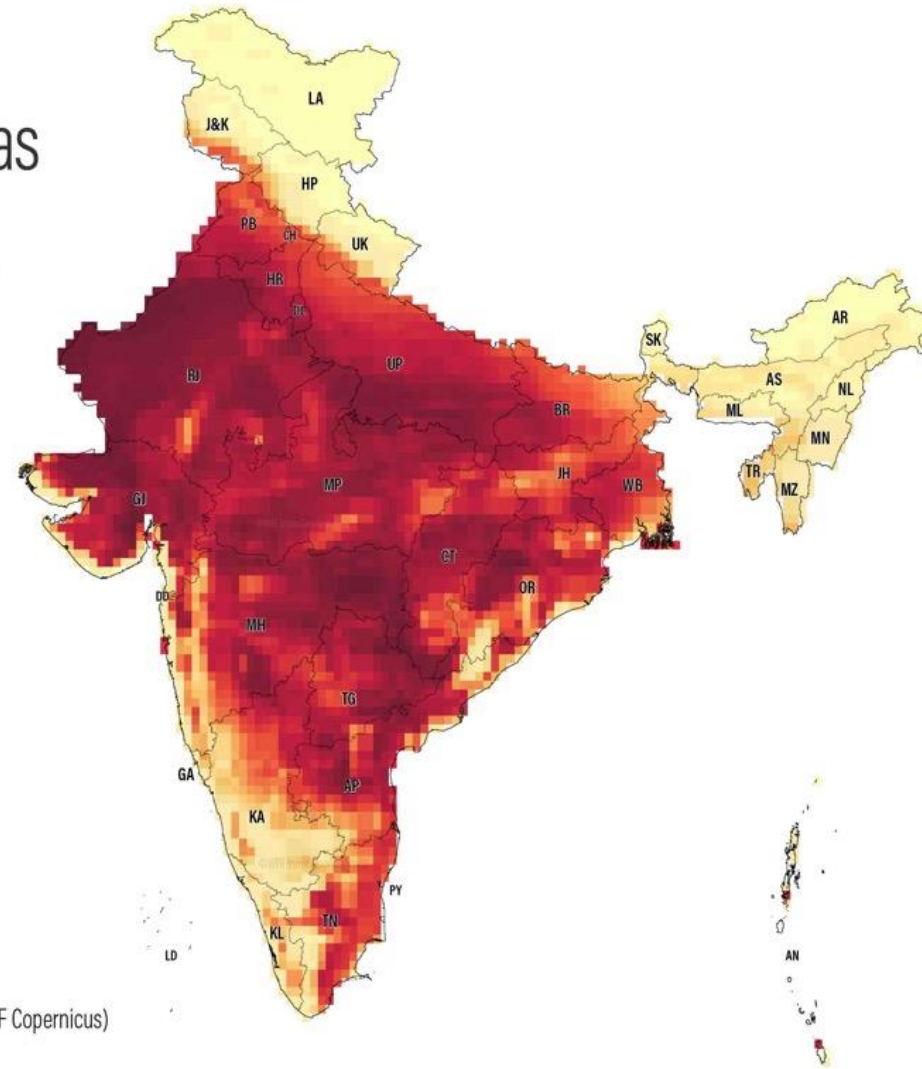 as
LA
J&K
HP
PB
CH
UK
HR
DL
AR
SK
RJ
UP
AS
NL
BR
ML
MN
JH
TR
MP
WB
MZ
GJ
CT
OR
DD
MH
TG
GA
AP
KA
PY
TN
KL
LD
AN
F Copernicus)